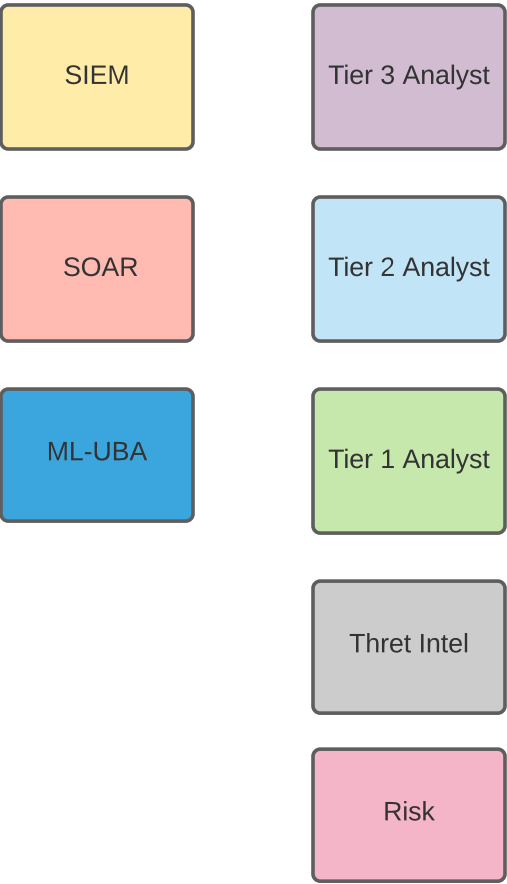 SIEM
Tier 3 Analyst
SOAR
Tier 2 Analyst
ML-UBA
Tier 1 Analyst
Thret Intel
Risk